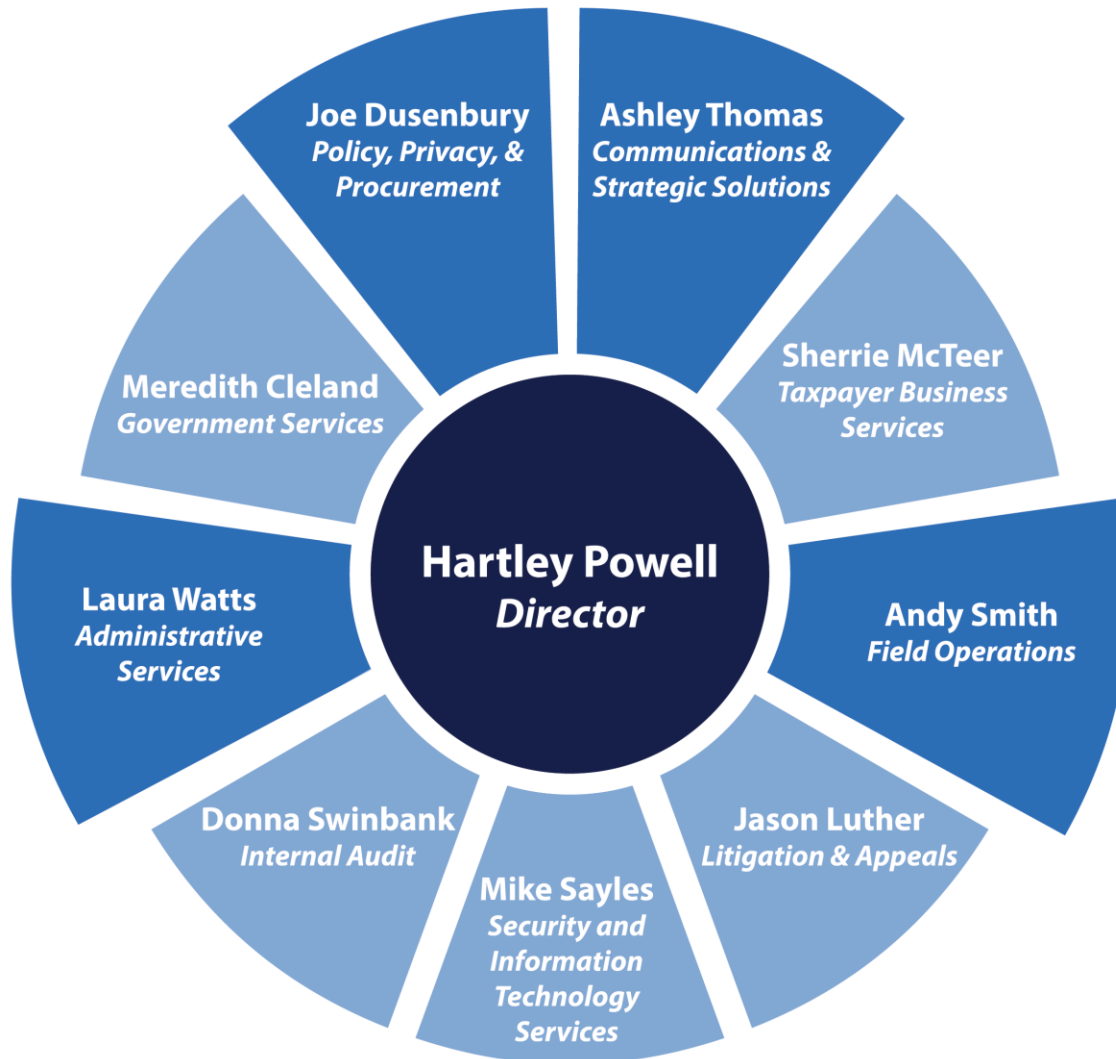 Joe Dusenbury
Policy, Privacy, &
Procurement
Ashley Thomas
Communications &
Strategic Solutions
Meredith Cleland
Government Services
Sherrie McTeer
Taxpayer Business
Services
Hartley Powell
Director
Laura Watts
Administrative
Services
Andy Smith
Field Operations
Donna Swinbank
Internal Audit
Mike Sayles
Security and
Information
Technology
Services
Jason Luther
Litigation & Appeals